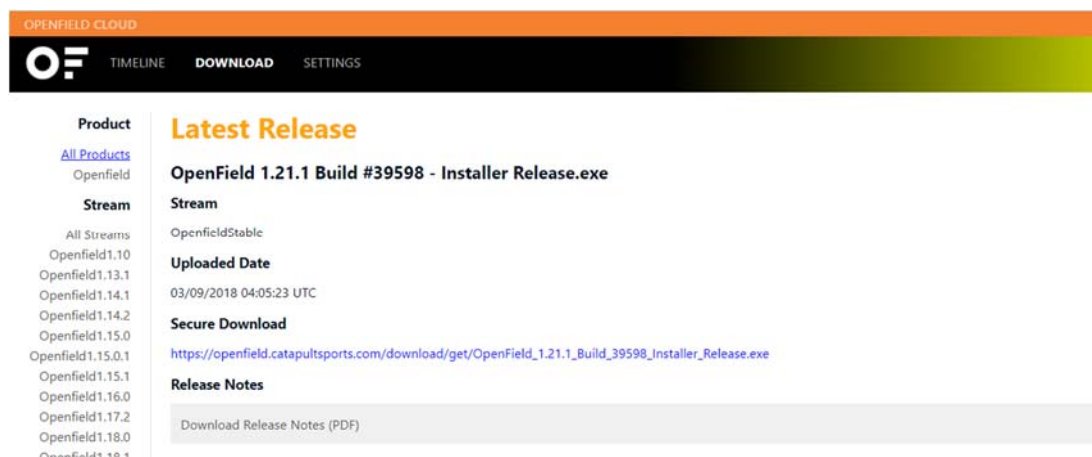 OPENFIELD CLOUD
OF TIMELINE DOWNLOAD SETTINGS
Product
All Products
Openfield
Stream
All Streams
Openfield1.10
Openfield1.13.1
Openfield1.14.1
Openfield1.14.2
Openfield1.15.0
Openfield1.15.0.1
Openfield1.15.1
Openfield1.16.0
Openfield1.17.2
Openfield1.18.0
Openfield1.18.1
Latest Release
OpenField 1.21.1 Build #39598 - Installer Release.exe
Stream
OpenfieldStable
Uploaded Date
03/09/2018 04:05:23 UTC
Secure Download
https://openfield.catapultsports.com/download/get/OpenField_1.21.1_Build_39598_Installer_Release.exe
Release Notes
Download Release Notes (PDF)